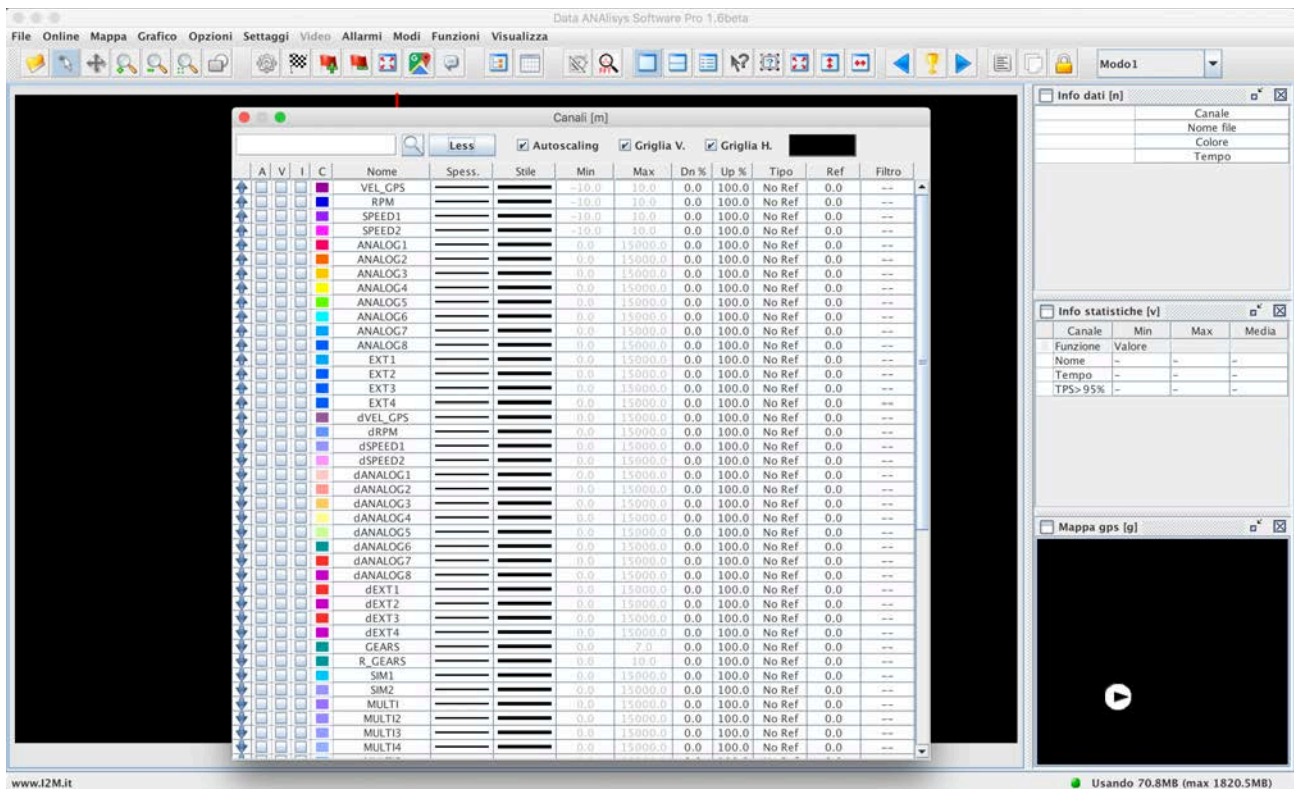 Data ANAlisys Software Pro 1.6beta
File Online Mappa Grafico Opzioni Settaggi Video Allarmi Modi Funzioni Visualizza
Modo1
Canali [m]
Less Autoscaling Griglia V. Griglia H.
A V I C Nome Spess. Stile Min Max Dn % Up % Tipo Ref Filtro
VEL_GPS -10.0 10.0 0.0 100.0 No Ref 0.0 --
RPM -10.0 10.0 0.0 100.0 No Ref 0.0 --
SPEED1 -10.0 10.0 0.0 100.0 No Ref 0.0 --
SPEED2 -10.0 10.0 0.0 100.0 No Ref 0.0 --
ANALOG1 0.0 15000.0 0.0 100.0 No Ref 0.0 --
ANALOG2 0.0 15000.0 0.0 100.0 No Ref 0.0 --
ANALOG3 0.0 15000.0 0.0 100.0 No Ref 0.0 --
ANALOG4 0.0 15000.0 0.0 100.0 No Ref 0.0 --
ANALOG5 0.0 15000.0 0.0 100.0 No Ref 0.0 --
ANALOG6 0.0 15000.0 0.0 100.0 No Ref 0.0 --
ANALOG7 0.0 15000.0 0.0 100.0 No Ref 0.0 --
ANALOG8 0.0 15000.0 0.0 100.0 No Ref 0.0 --
EXT1 0.0 15000.0 0.0 100.0 No Ref 0.0 --
EXT2 0.0 15000.0 0.0 100.0 No Ref 0.0 --
EXT3 0.0 15000.0 0.0 100.0 No Ref 0.0 --
EXT4 0.0 15000.0 0.0 100.0 No Ref 0.0 --
dVEL_GPS 0.0 15000.0 0.0 100.0 No Ref 0.0 --
dRPM 0.0 15000.0 0.0 100.0 No Ref 0.0 --
dSPEED1 0.0 15000.0 0.0 100.0 No Ref 0.0 --
dSPEED2 0.0 15000.0 0.0 100.0 No Ref 0.0 --
dANALOG1 0.0 15000.0 0.0 100.0 No Ref 0.0 --
dANALOG2 0.0 15000.0 0.0 100.0 No Ref 0.0 --
dANALOG3 0.0 15000.0 0.0 100.0 No Ref 0.0 --
dANALOG4 0.0 15000.0 0.0 100.0 No Ref 0.0 --
dANALOG5 0.0 15000.0 0.0 100.0 No Ref 0.0 --
dANALOG6 0.0 15000.0 0.0 100.0 No Ref 0.0 --
dANALOG7 0.0 15000.0 0.0 100.0 No Ref 0.0 --
dANALOG8 0.0 15000.0 0.0 100.0 No Ref 0.0 --
dEXT1 0.0 15000.0 0.0 100.0 No Ref 0.0 --
dEXT2 0.0 15000.0 0.0 100.0 No Ref 0.0 --
dEXT3 0.0 15000.0 0.0 100.0 No Ref 0.0 --
dEXT4 0.0 15000.0 0.0 100.0 No Ref 0.0 --
GEARS 0.0 7.0 0.0 100.0 No Ref 0.0 --
R_GEARS 0.0 10.0 0.0 100.0 No Ref 0.0 --
SIM1 0.0 15000.0 0.0 100.0 No Ref 0.0 --
SIM2 0.0 15000.0 0.0 100.0 No Ref 0.0 --
MULTI 0.0 15000.0 0.0 100.0 No Ref 0.0 --
MULTI2 0.0 15000.0 0.0 100.0 No Ref 0.0 --
MULTI3 0.0 15000.0 0.0 100.0 No Ref 0.0 --
MULTI4 0.0 15000.0 0.0 100.0 No Ref 0.0 --
Info dati [n]
Canale
Nome file
Colore
Tempo
Info statistiche [v]
Canale Min Max Media
Funzione Valore
Nome - - -
Tempo - - -
TPS>95% - - -
Mappa gps [g]
www.I2M.it
Usando 70.8MB (max 1820.5MB)